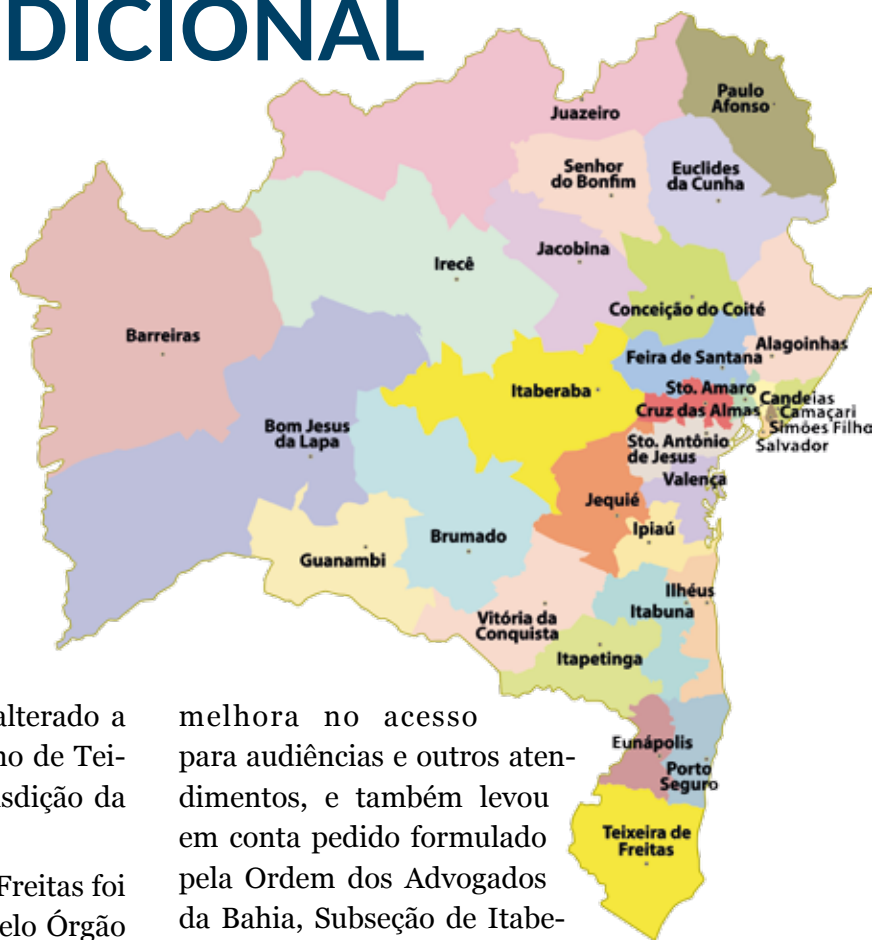 DICIONAL
Paulo
Afonso
Juazeiro
Senhor
do Bonfim
Euclides
da Cunha
Jacobina
Irecê
Conceição do Coité
Barreiras
Alagoinhas
Feira de Santana
Itaberaba
Sto. Amaro
Candeias
Cruz das Almas
Camaçari
Simões Filho
Salvador
Bom Jesus
da Lapa
Sto. Antônio
de Jesus
Valença
Jequié
Ipiaú
Brumado
Guanambi
Ilhéus
Itabuna
Vitória da
Conquista
Itapetinga
Eunápolis
Porto
Seguro
Teixeira de
Freitas
alterado a
no de Tei-
sdição da
Freitas foi
elo Órgão
melhora no acesso
para audiências e outros aten-
dimentos, e também levou
em conta pedido formulado
pela Ordem dos Advogados
da Bahia, Subseção de Itabe-